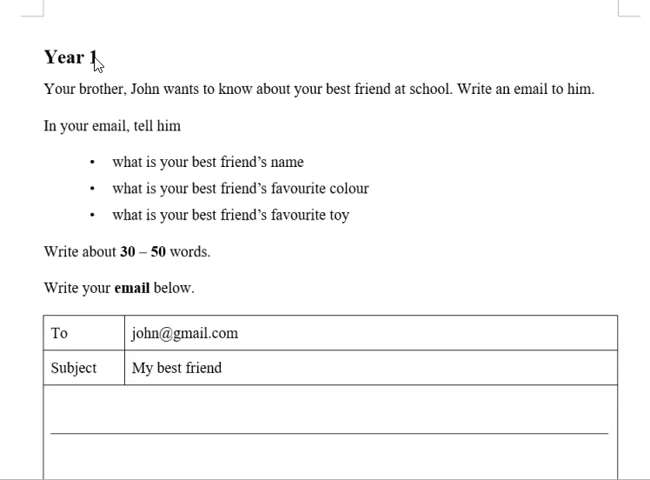 Year 1
Your brother, John wants to know about your best friend at school. Write an email to him.
In your email, tell him
• what is your best friend’s name
• what is your best friend’s favourite colour
• what is your best friend’s favourite toy
Write about 30 – 50 words.
Write your email below.
To john@gmail.com
Subject My best friend